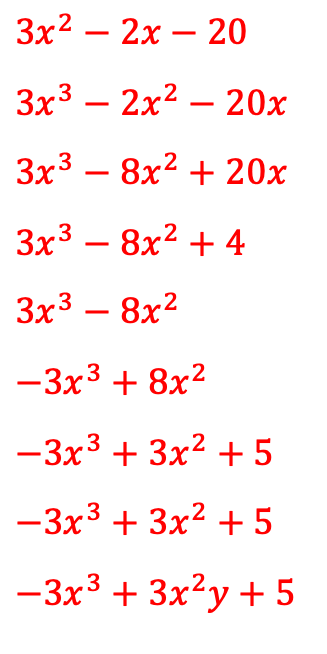 3x² − 2x − 20
3x³ − 2x² − 20x
3x³ − 8x² + 20x
3x³ − 8x² + 4
3x³ − 8x²
−3x³ + 8x²
−3x³ + 3x² + 5
−3x³ + 3x² + 5
−3x³ + 3x²y + 5